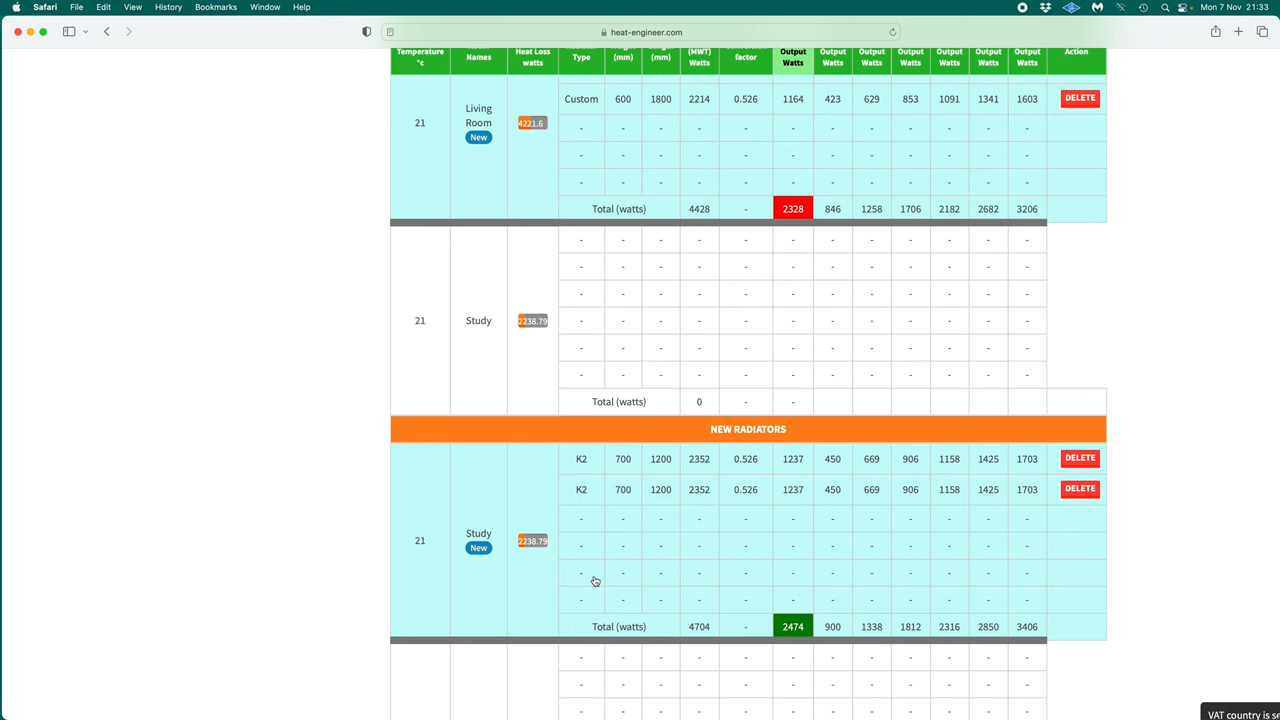 Safari File Edit View History Bookmarks Window Help Mon 7 Nov 21:33
heat-engineer.com
Temperature °c Names Heat Loss watts Type (mm) (mm) (MWT) Watts factor Output Watts Output Watts Output Watts Output Watts Output Watts Output Watts Output Watts Action
21 Living Room New 4221.6
Custom 600 1800 2214 0.526 1164 423 629 853 1091 1341 1603 DELETE
- - - - - - - - - - -
- - - - - - - - - - -
- - - - - - - - - - -
Total (watts) 4428 - 2328 846 1258 1706 2182 2682 3206
- - - - - - - - - - -
- - - - - - - - - - -
- - - - - - - - - - -
21 Study 2238.79 - - - - - - - - - - -
- - - - - - - - - - -
- - - - - - - - - - -
Total (watts) 0 - -
NEW RADIATORS
K2 700 1200 2352 0.526 1237 450 669 906 1158 1425 1703 DELETE
K2 700 1200 2352 0.526 1237 450 669 906 1158 1425 1703 DELETE
- - - - - - - - - - -
21 Study New 2238.79 - - - - - - - - - - -
- - - - - - - - - - -
- - - - - - - - - - -
Total (watts) 4704 - 2474 900 1338 1812 2316 2850 3406
- - - - - - - - - - -
- - - - - - - - - - -
- - - - - - - - - - -
VAT country is